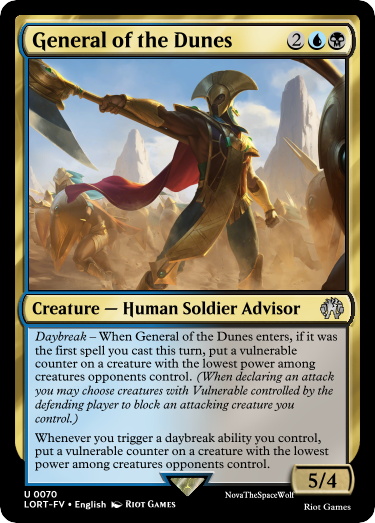 General of the Dunes 2
Creature — Human Soldier Advisor
Daybreak – When General of the Dunes enters, if it was
the first spell you cast this turn, put a vulnerable
counter on a creature with the lowest power among
creatures opponents control. (When declaring an attack
you may choose creatures with Vulnerable controlled by the
defending player to block an attacking creature you
control.)
Whenever you trigger a daybreak ability you control,
put a vulnerable counter on a creature with the lowest
power among creatures opponents control.
5/4
U 0070
LORT-FV • English Riot Games
NovaTheSpaceWolf
Riot Games